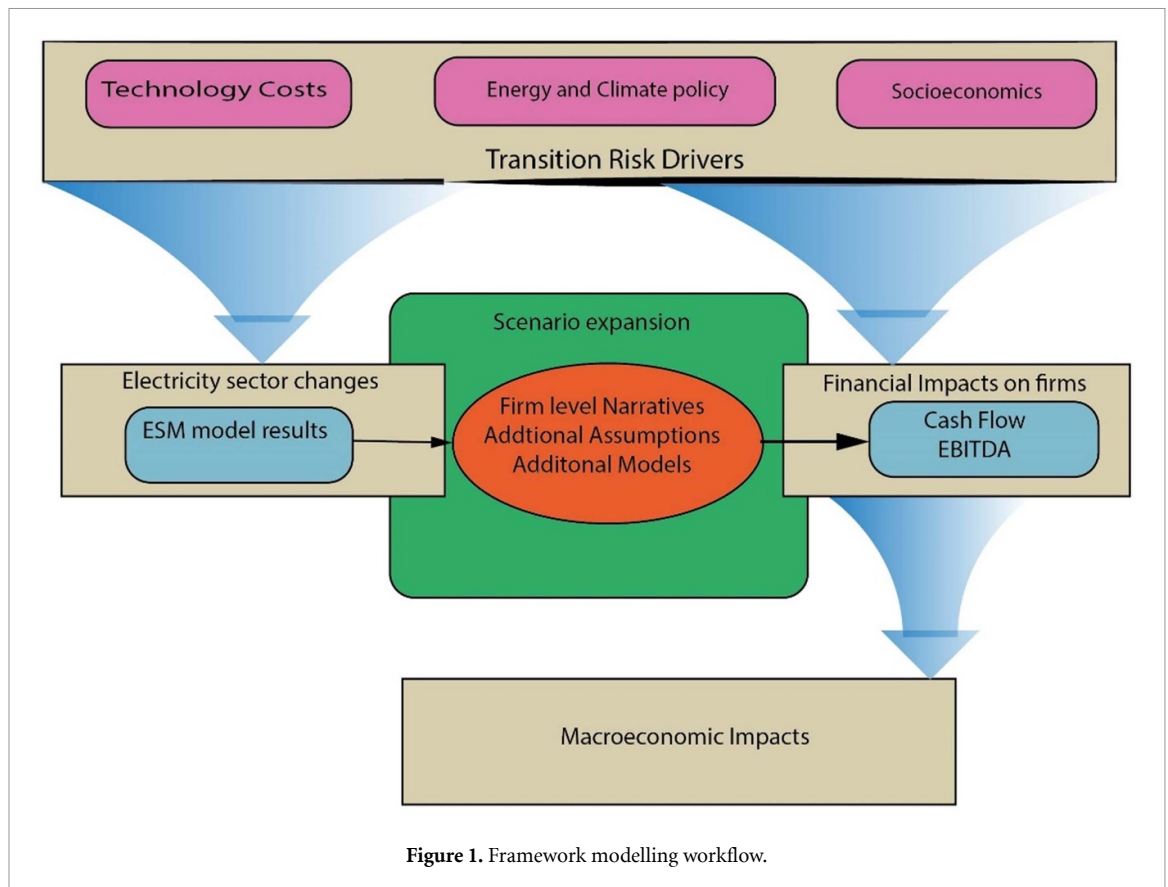 Technology Costs
Energy and Climate policy
Socioeconomics
Transition Risk Drivers
Scenario expansion
Electricity sector changes
ESM model results
Firm level Narratives
Addtional Assumptions
Additonal Models
Financial Impacts on firms
Cash Flow
EBITDA
Macroeconomic Impacts
Figure 1. Framework modelling workflow.